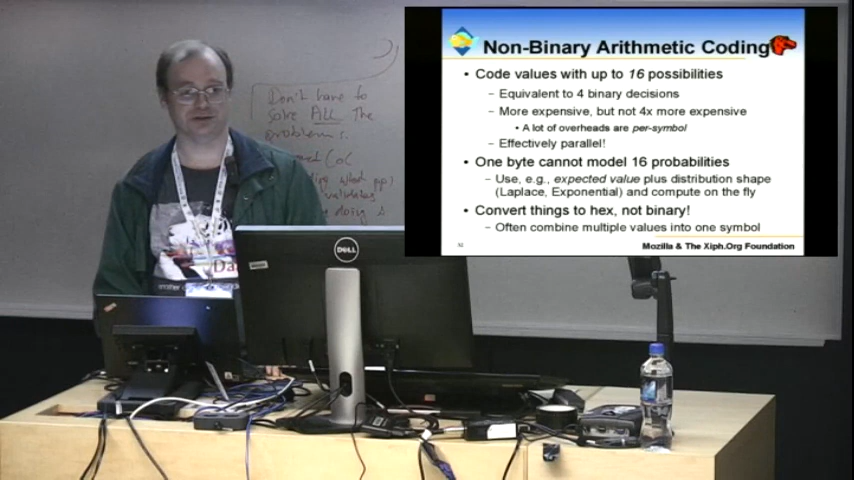 Non-Binary Arithmetic Coding
• Code values with up to 16 possibilities
– Equivalent to 4 binary decisions
– More expensive, but not 4x more expensive
• A lot of overheads are per-symbol
– Effectively parallel!
• One byte cannot model 16 probabilities
– Use, e.g., expected value plus distribution shape
(Laplace, Exponential) and compute on the fly
• Convert things to hex, not binary!
– Often combine multiple values into one symbol
Mozilla & The Xiph.Org Foundation
Don't have to
solve ALL the
problems.
validates
DELL
another